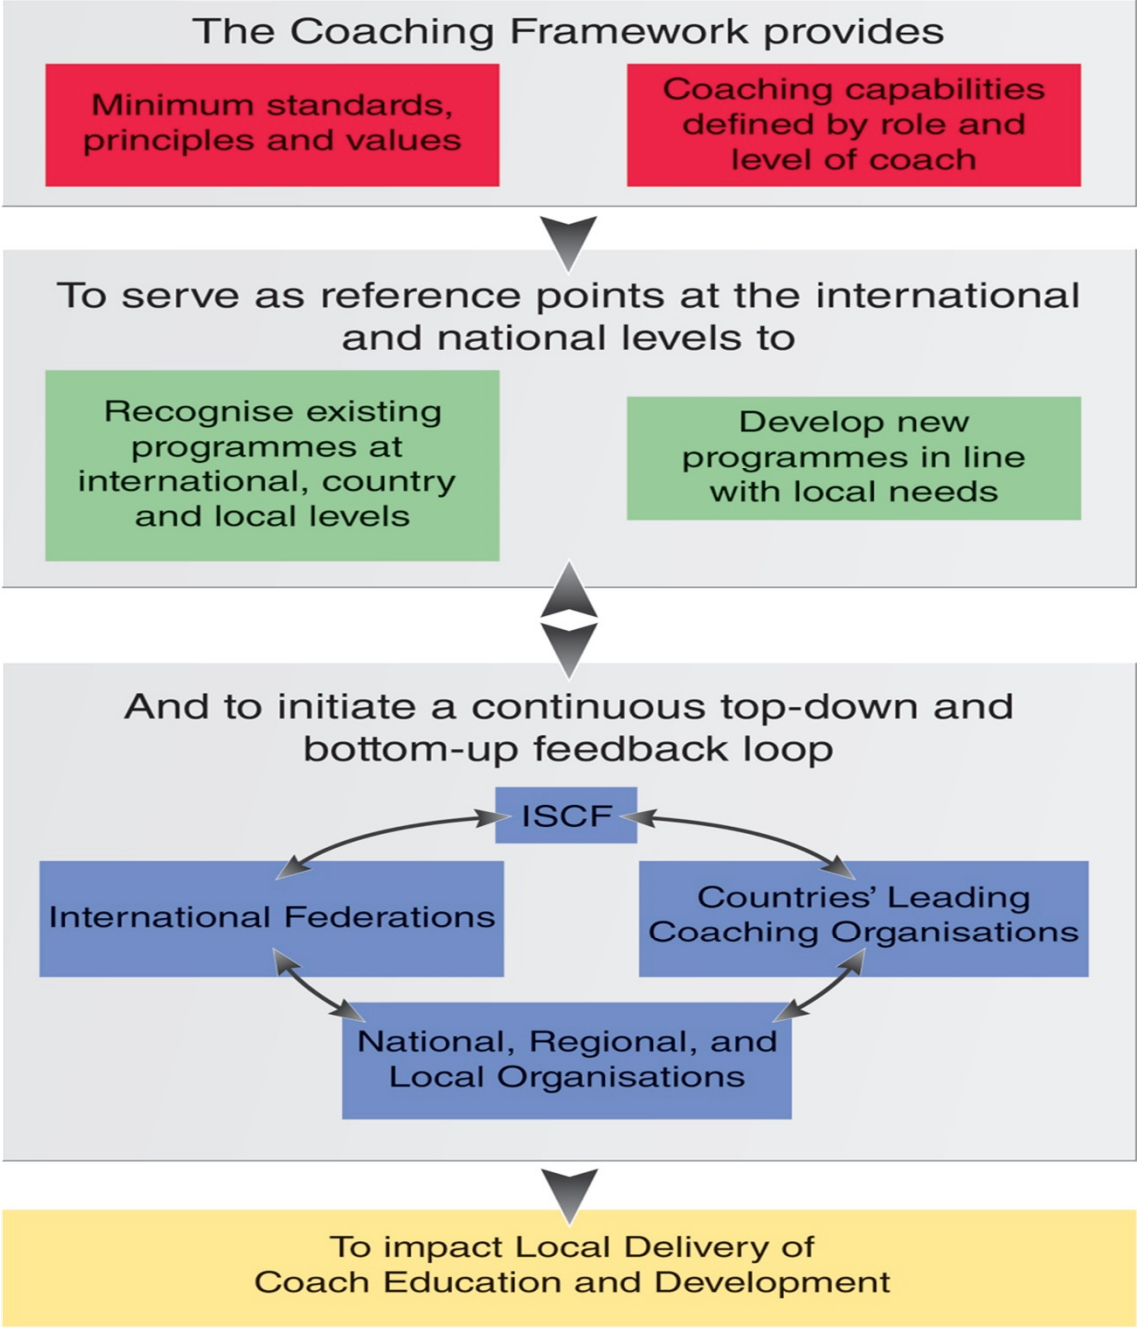 The Coaching Framework provides
Minimum standards,
principles and values
Coaching capabilities
defined by role and
level of coach
To serve as reference points at the international
and national levels to
Recognise existing
programmes at
international, country
and local levels
Develop new
programmes in line
with local needs
And to initiate a continuous top-down and
bottom-up feedback loop
ISCF
International Federations
Countries' Leading
Coaching Organisations
National, Regional, and
Local Organisations
To impact Local Delivery of
Coach Education and Development